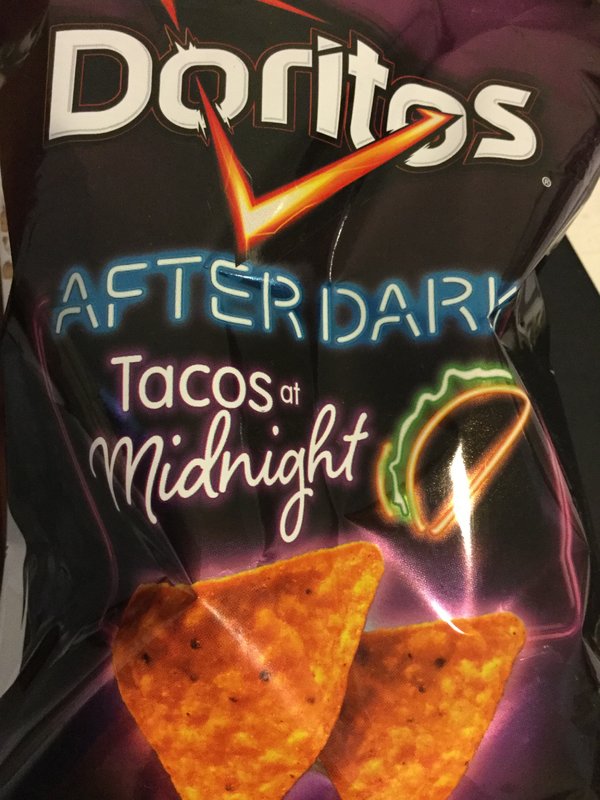 Doritos
®
AFTER DARK
Tacos at
Midnight